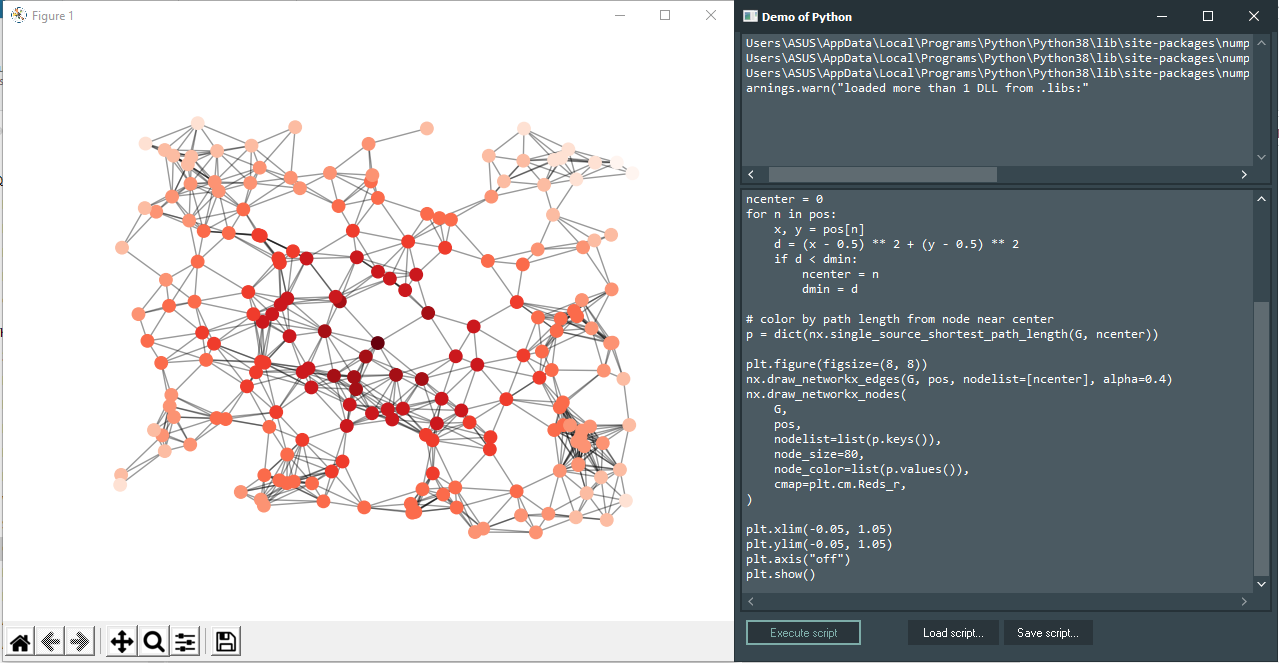 Figure 1
Demo of Python
Users\ASUS\AppData\Local\Programs\Python\Python38\lib\site-packages\nump
Users\ASUS\AppData\Local\Programs\Python\Python38\lib\site-packages\nump
Users\ASUS\AppData\Local\Programs\Python\Python38\lib\site-packages\nump
arnings.warn("loaded more than 1 DLL from .libs:"
ncenter = 0
for n in pos:
    x, y = pos[n]
    d = (x - 0.5) ** 2 + (y - 0.5) ** 2
    if d < dmin:
        ncenter = n
        dmin = d

# color by path length from node near center
p = dict(nx.single_source_shortest_path_length(G, ncenter))

plt.figure(figsize=(8, 8))
nx.draw_networkx_edges(G, pos, nodelist=[ncenter], alpha=0.4)
nx.draw_networkx_nodes(
    G,
    pos,
    nodelist=list(p.keys()),
    node_size=80,
    node_color=list(p.values()),
    cmap=plt.cm.Reds_r,
)

plt.xlim(-0.05, 1.05)
plt.ylim(-0.05, 1.05)
plt.axis("off")
plt.show()
Execute script
Load script...
Save script...